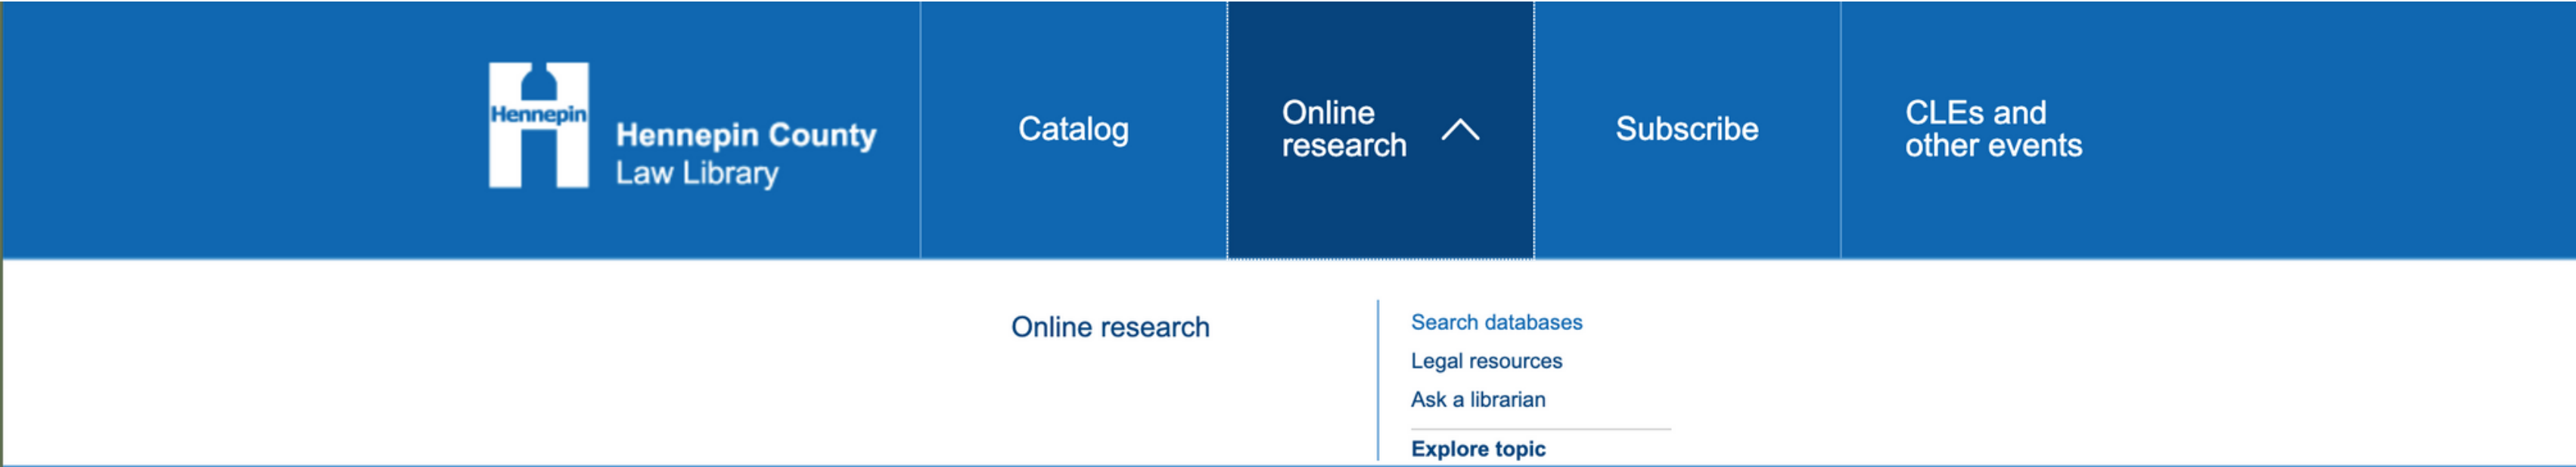 Hennepin
Hennepin County
Law Library
Catalog
Online
research
Subscribe
CLEs and
other events
Online research
Search databases
Legal resources
Ask a librarian
Explore topic